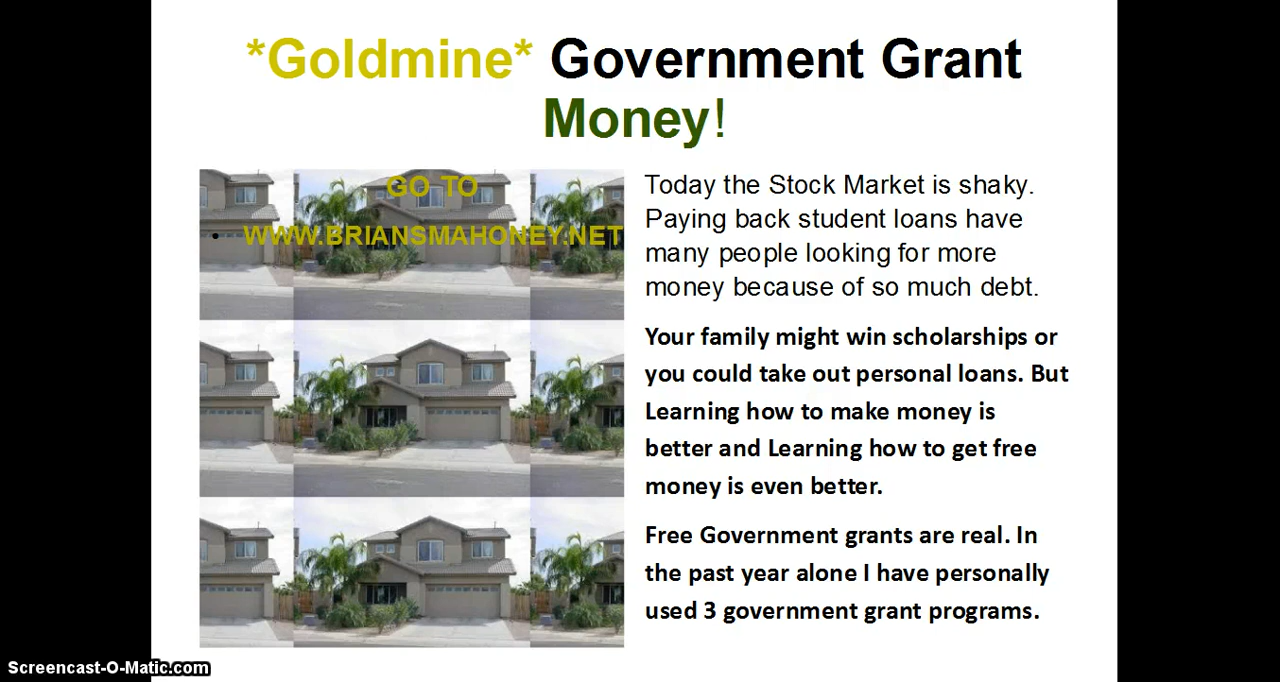 *Goldmine* Government Grant
Money!
GO TO
• WWW.BRIANSMAHONEY.NET
Today the Stock Market is shaky.
Paying back student loans have
many people looking for more
money because of so much debt.
Your family might win scholarships or
you could take out personal loans. But
Learning how to make money is
better and Learning how to get free
money is even better.
Free Government grants are real. In
the past year alone I have personally
used 3 government grant programs.
Screencast-O-Matic.com